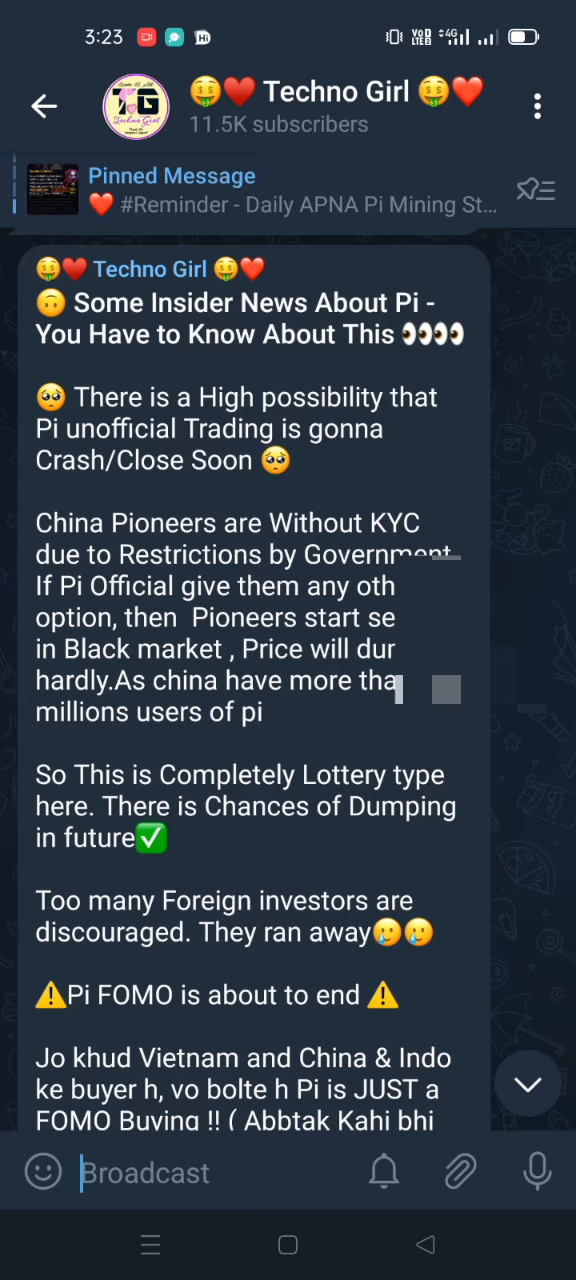 3:23
Hi
VoD
LTE2
4G
Techno Girl
11.5K subscribers
Pinned Message
❤️ #Reminder - Daily APNA Pi Mining St...
🤑❤️ Techno Girl 🤑❤️
🙃 Some Insider News About Pi -
You Have to Know About This 👀👀
🥺 There is a High possibility that
Pi unofficial Trading is gonna
Crash/Close Soon 🥺
China Pioneers are Without KYC
due to Restrictions by Government.
If Pi Official give them any oth
option, then Pioneers start se
in Black market , Price will dur
hardly.As china have more tha
millions users of pi
So This is Completely Lottery type
here. There is Chances of Dumping
in future✅
Too many Foreign investors are
discouraged. They ran away🥲🥲
⚠️Pi FOMO is about to end ⚠️
Jo khud Vietnam and China & Indo
ke buyer h, vo bolte h Pi is JUST a
FOMO Buying !! ( Abbtak Kahi bhi
Broadcast